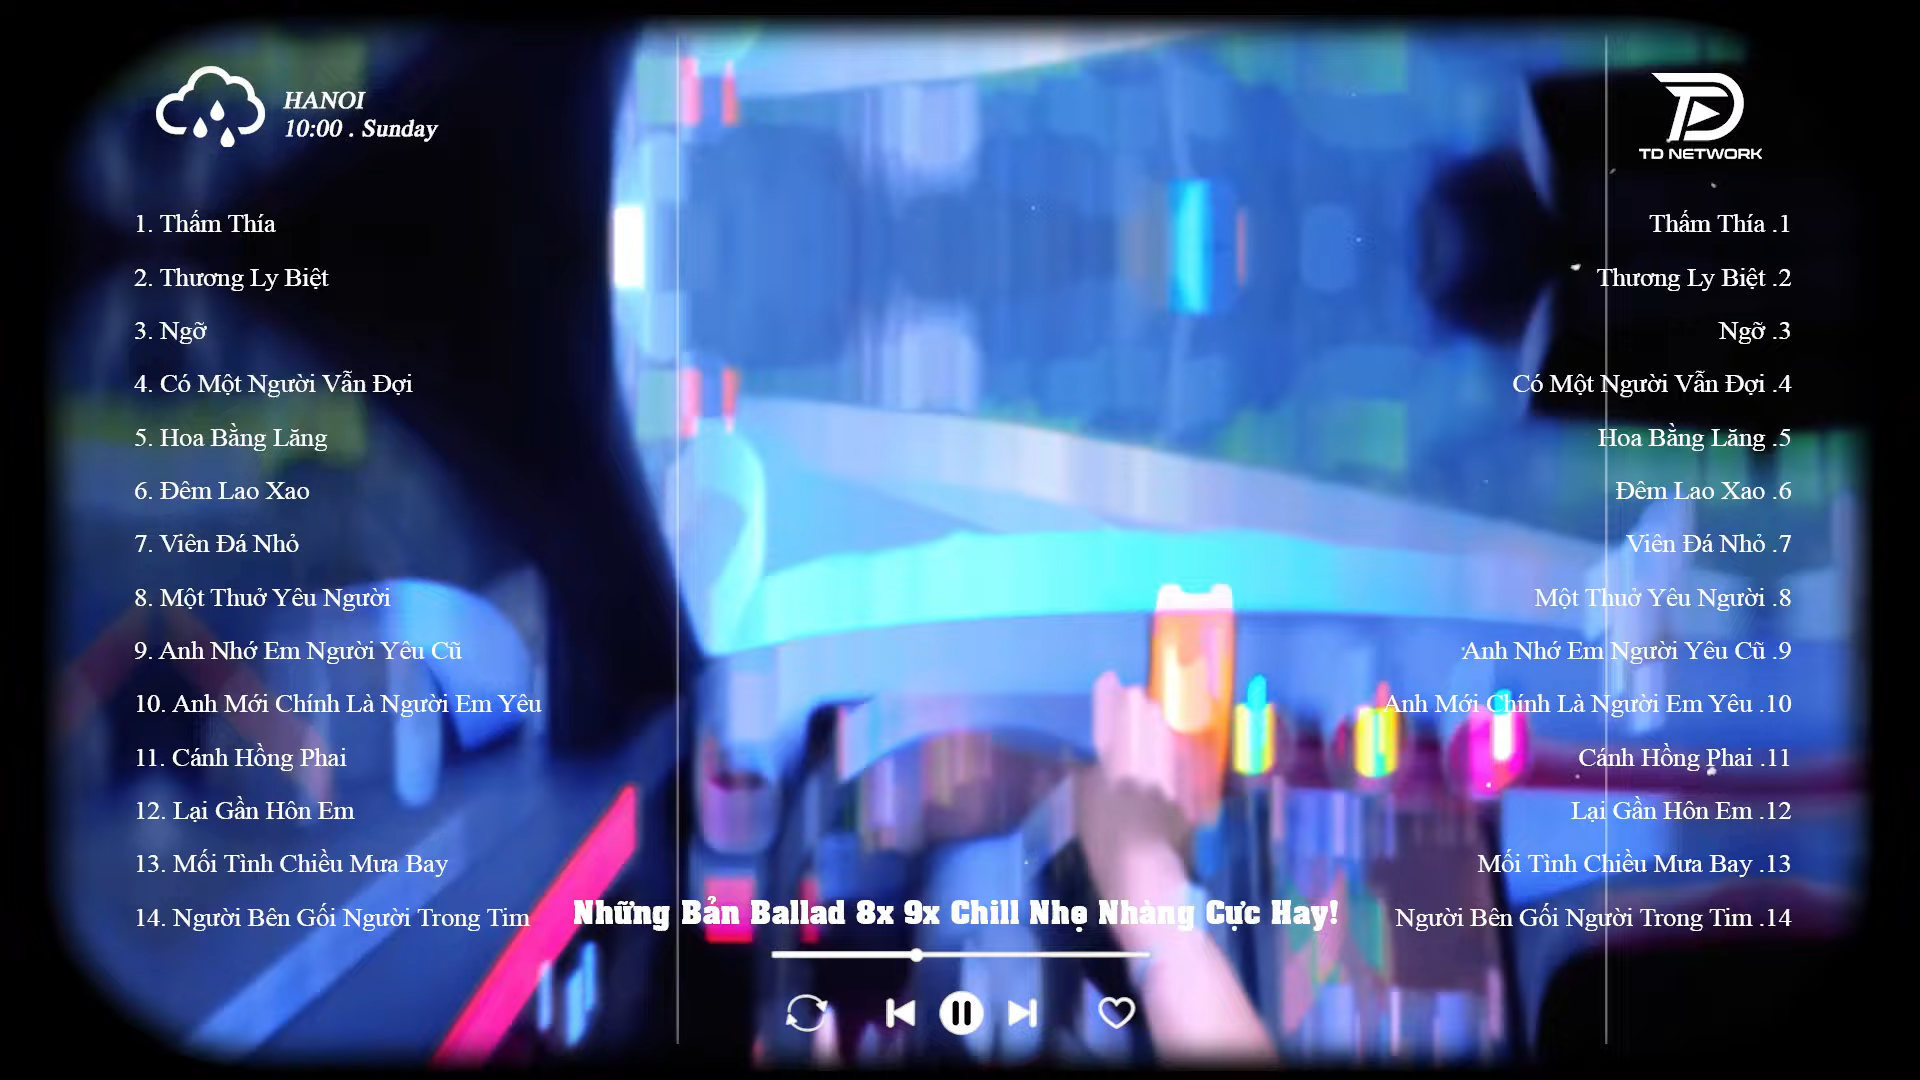 HANOI
10:00 . Sunday
TD NETWORK
1. Thấm Thía
2. Thương Ly Biệt
3. Ngỡ
4. Có Một Người Vẫn Đợi
5. Hoa Bằng Lăng
6. Đêm Lao Xao
7. Viên Đá Nhỏ
8. Một Thuở Yêu Người
9. Anh Nhớ Em Người Yêu Cũ
10. Anh Mới Chính Là Người Em Yêu
11. Cánh Hồng Phai
12. Lại Gần Hôn Em
13. Mối Tình Chiều Mưa Bay
14. Người Bên Gối Người Trong Tim
Thấm Thía .1
Thương Ly Biệt .2
Ngỡ .3
Có Một Người Vẫn Đợi .4
Hoa Bằng Lăng .5
Đêm Lao Xao .6
Viên Đá Nhỏ .7
Một Thuở Yêu Người .8
Anh Nhớ Em Người Yêu Cũ .9
Anh Mới Chính Là Người Em Yêu .10
Cánh Hồng Phai .11
Lại Gần Hôn Em .12
Mối Tình Chiều Mưa Bay .13
Người Bên Gối Người Trong Tim .14
Những Bản Ballad 8x 9x Chill Nhẹ Nhàng Cực Hay!